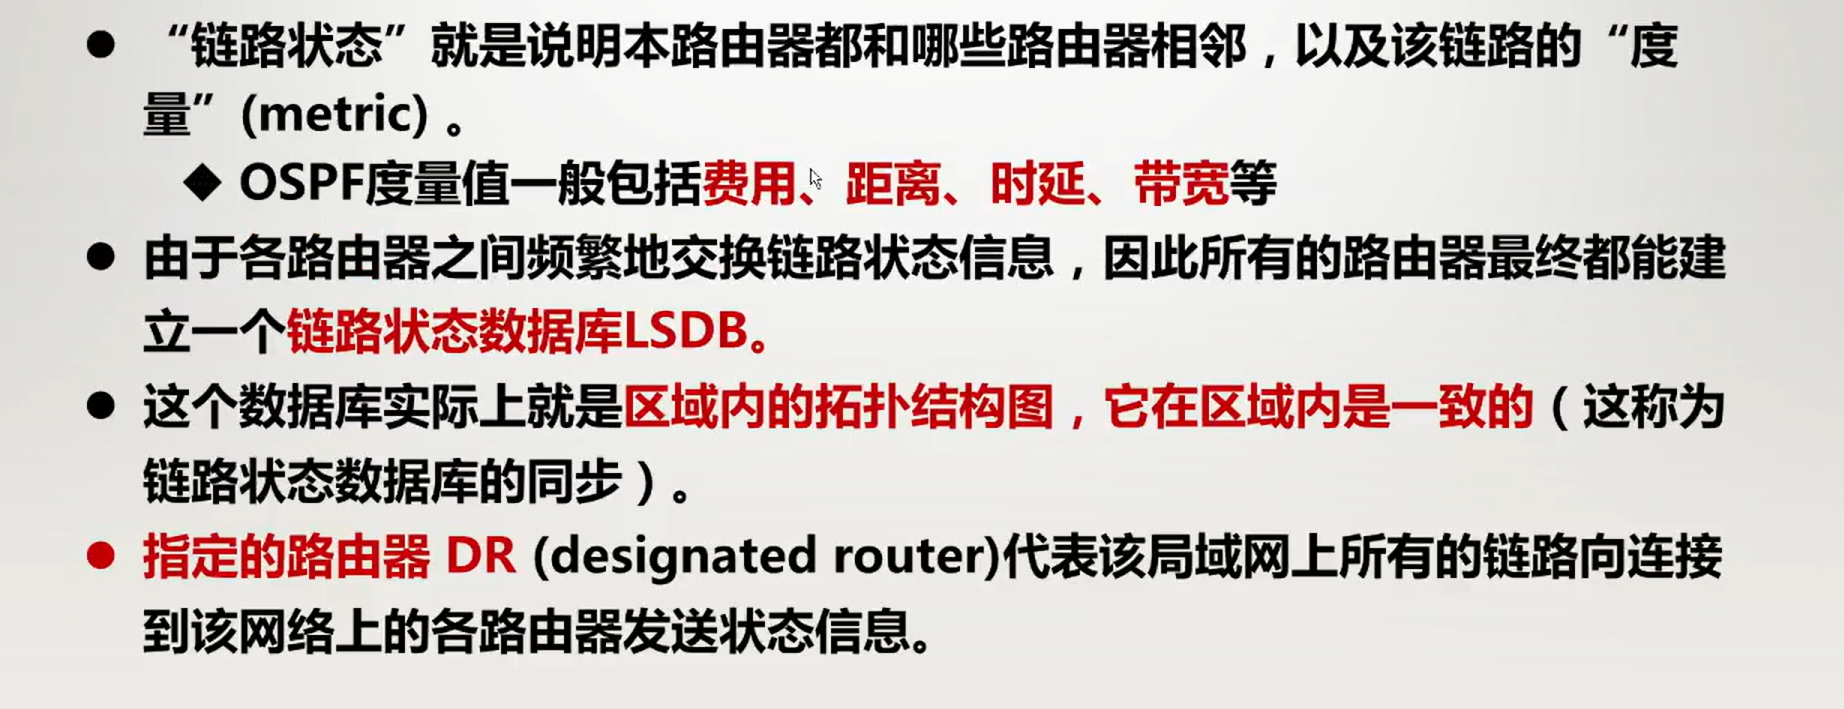 ● “链路状态”就是说明本路由器都和哪些路由器相邻，以及该链路的“度
量”(metric) 。
◆ OSPF度量值一般包括费用、距离、时延、带宽等
● 由于各路由器之间频繁地交换链路状态信息，因此所有的路由器最终都能建
立一个链路状态数据库LSDB。
● 这个数据库实际上就是区域内的拓扑结构图，它在区域内是一致的（这称为
链路状态数据库的同步）。
● 指定的路由器 DR (designated router)代表该局域网上所有的链路向连接
到该网络上的各路由器发送状态信息。